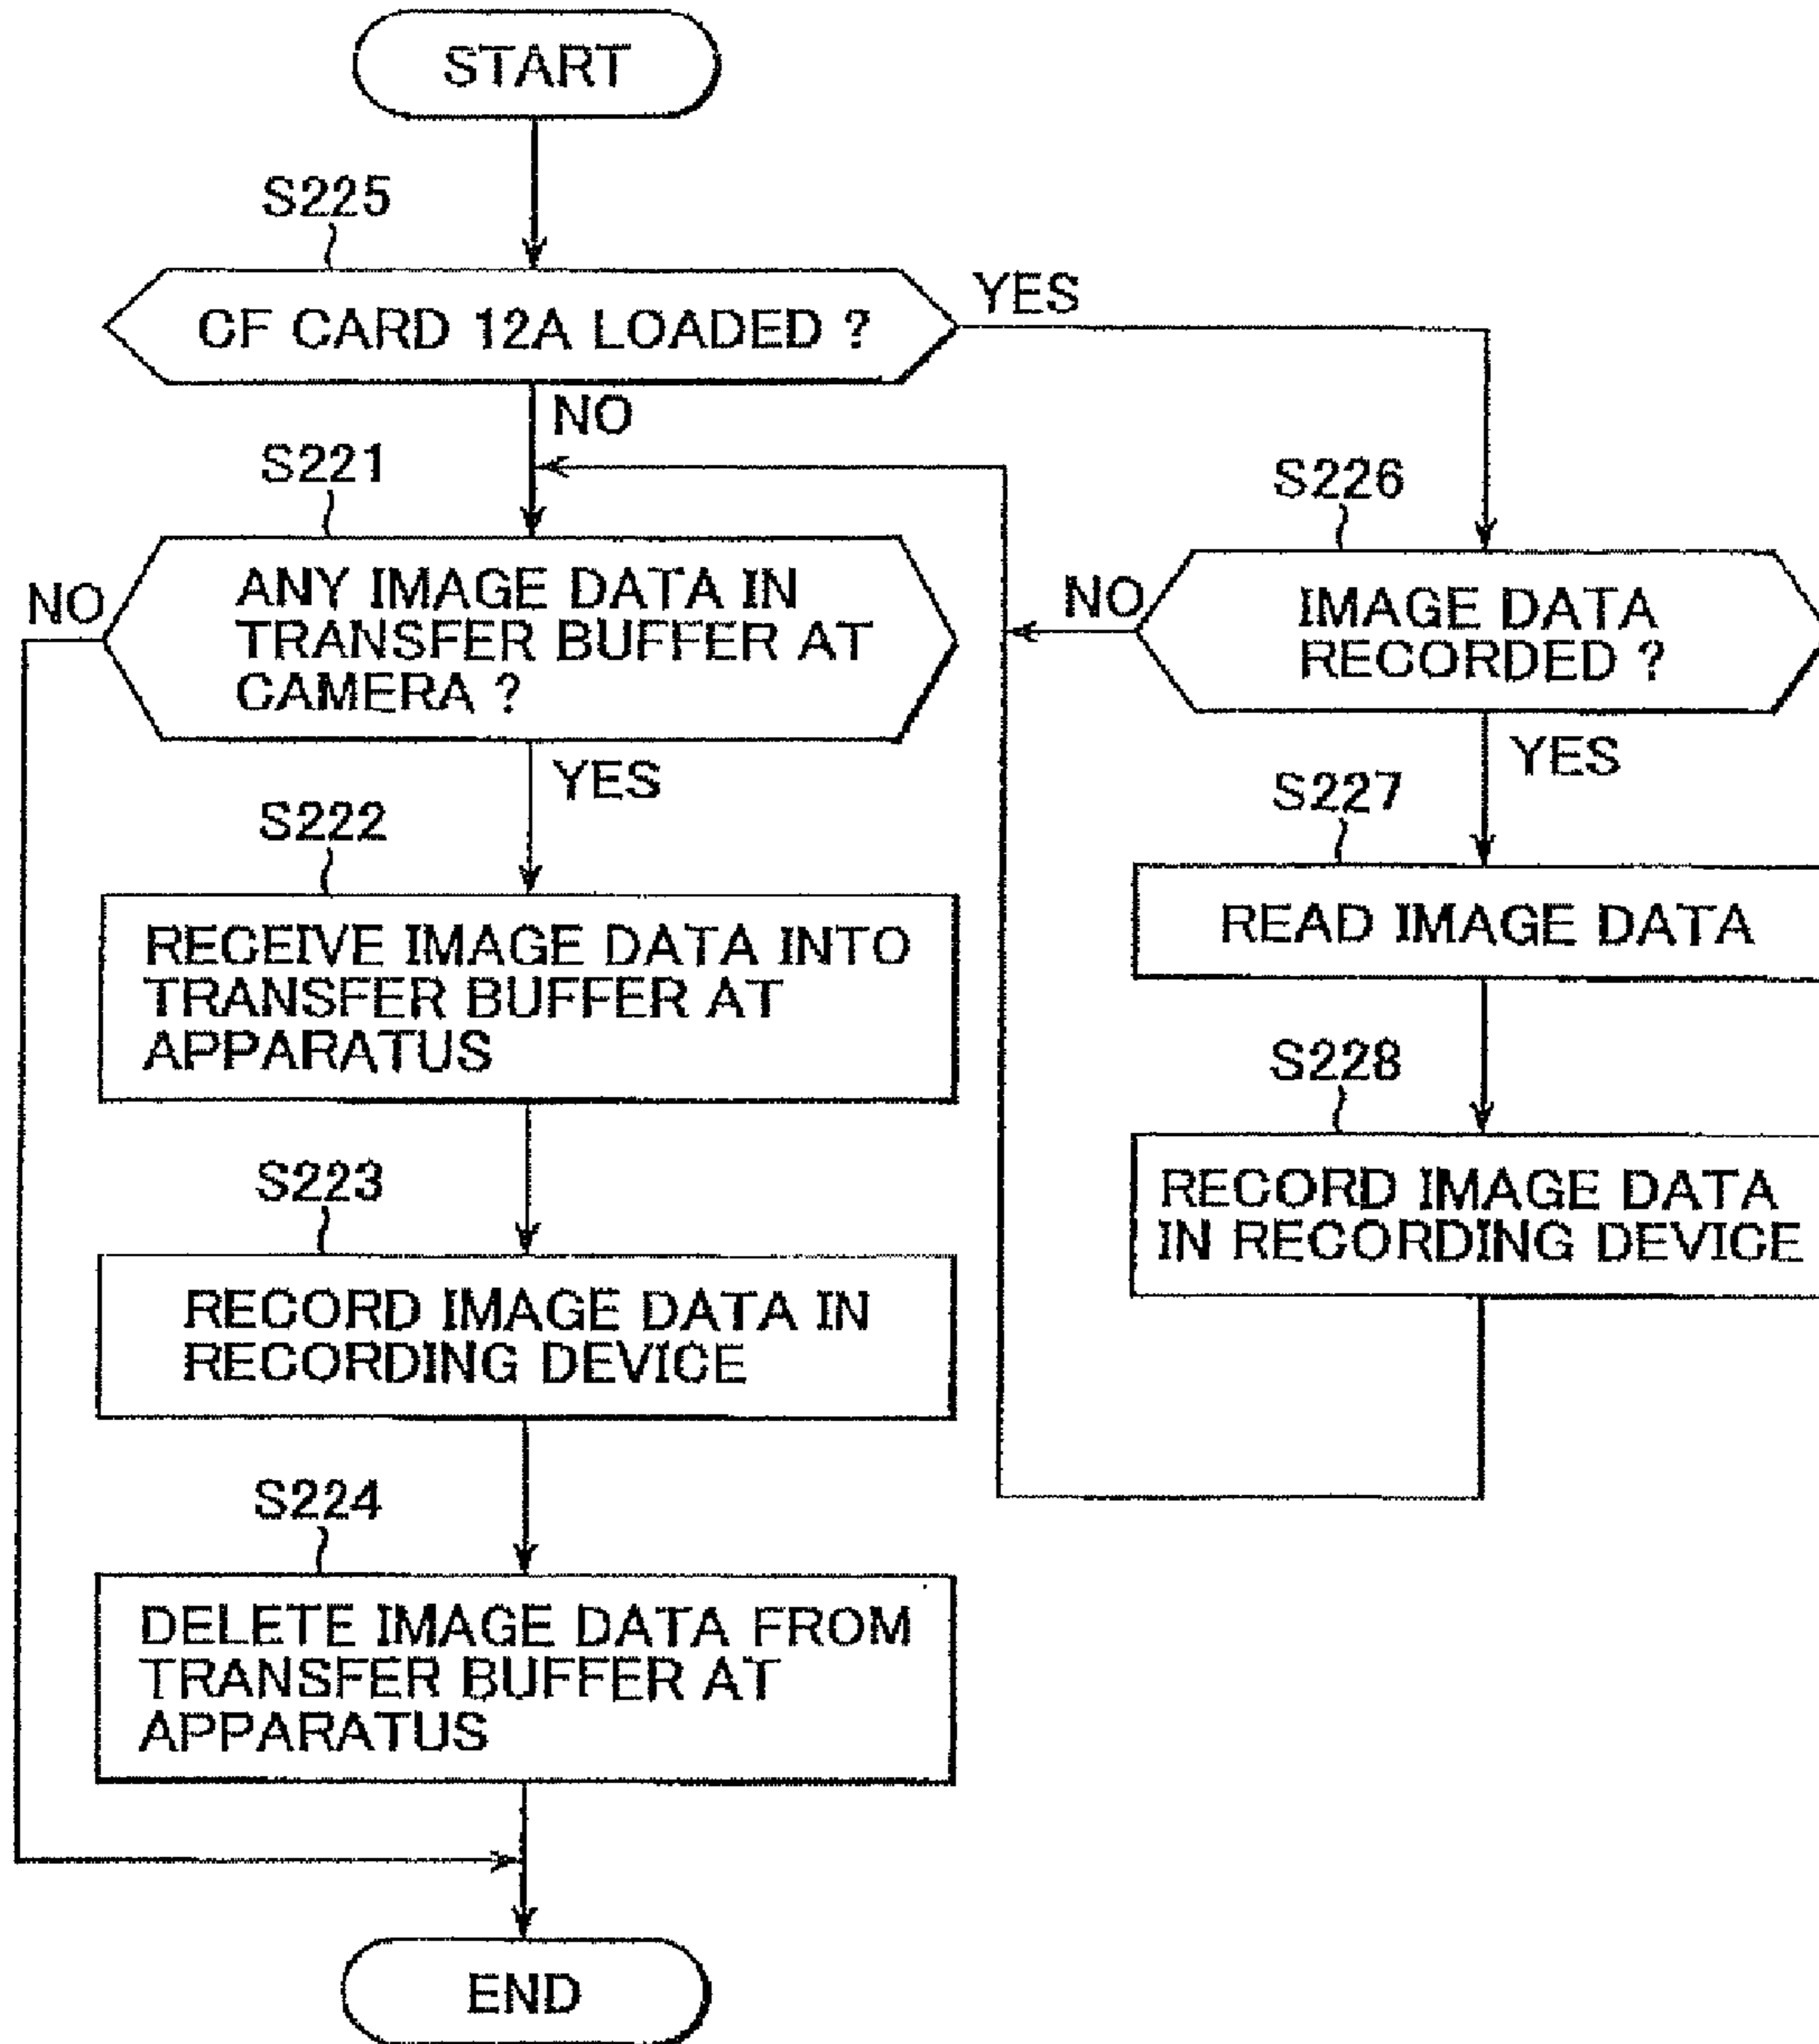 START
S225
CF CARD 12A LOADED ?
YES
NO
S221
ANY IMAGE DATA IN
TRANSFER BUFFER AT
CAMERA ?
NO
YES
S226
IMAGE DATA
RECORDED ?
NO
YES
S222
RECEIVE IMAGE DATA INTO
TRANSFER BUFFER AT
APPARATUS
S227
READ IMAGE DATA
S223
RECORD IMAGE DATA IN
RECORDING DEVICE
S228
RECORD IMAGE DATA
IN RECORDING DEVICE
S224
DELETE IMAGE DATA FROM
TRANSFER BUFFER AT
APPARATUS
END